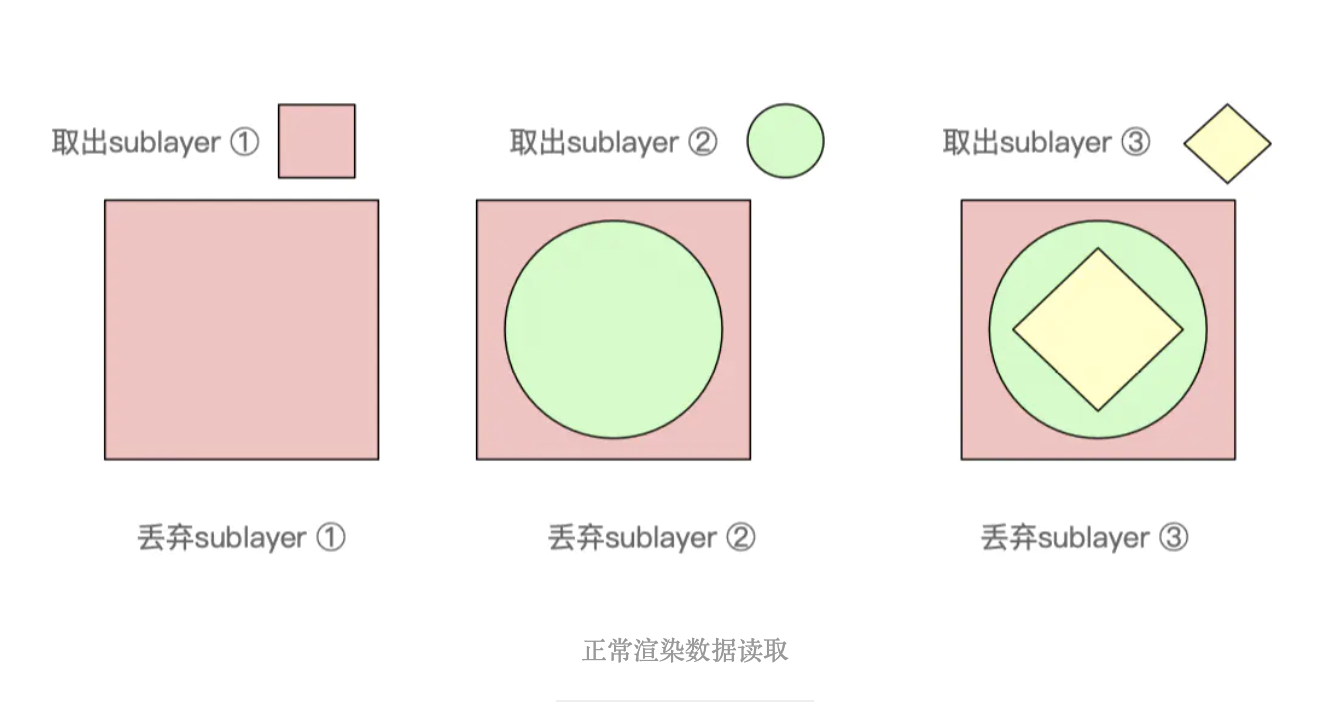 取出sublayer ①
取出sublayer ②
取出sublayer ③
丢弃sublayer ①
丢弃sublayer ②
丢弃sublayer ③
正常渲染数据读取